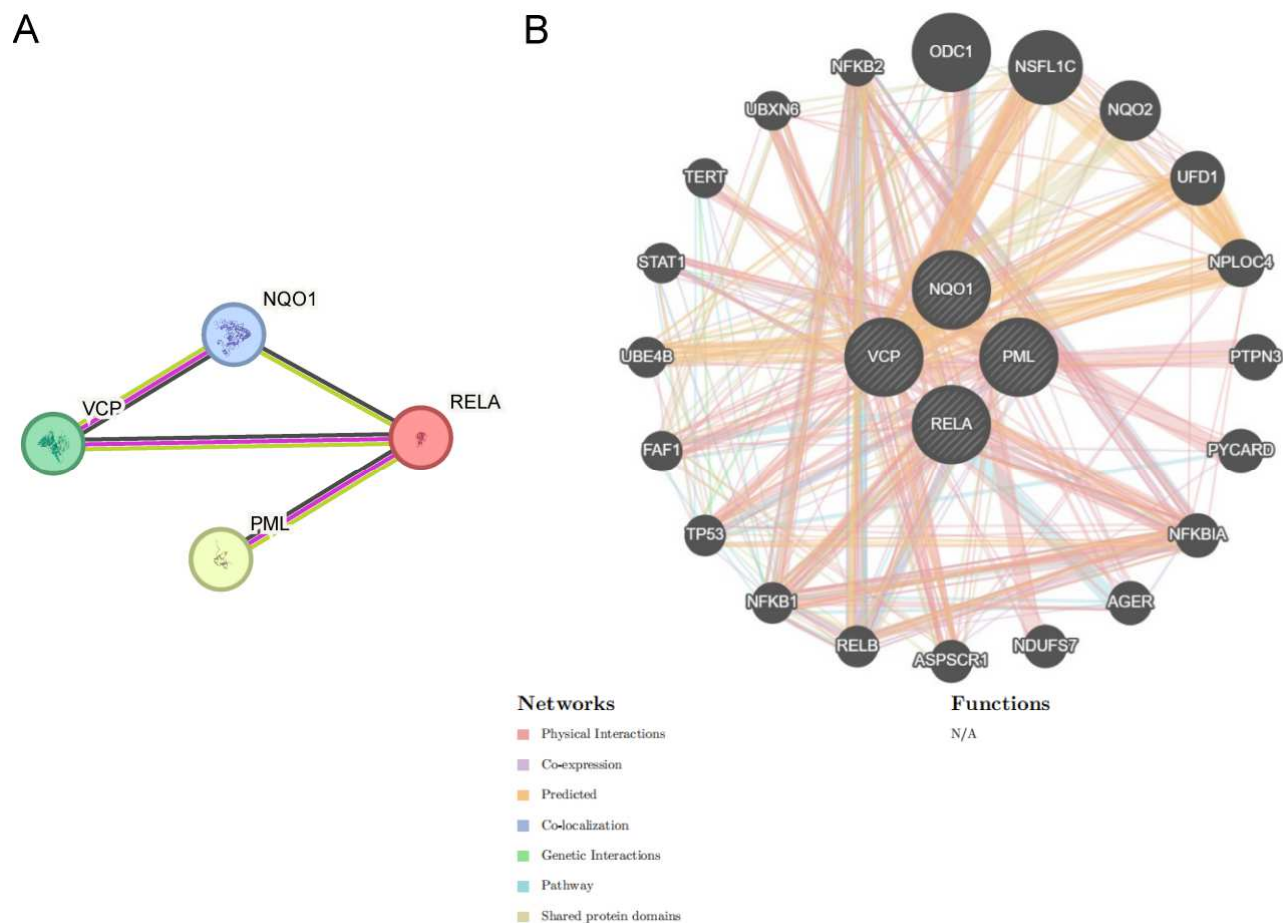 A
B
NQO1
VCP
RELA
PML
ODC1
NFKB2
NSFL1C
UBXN6
NQO2
TERT
UFD1
STAT1
NPLOC4
NQO1
UBE4B
VCP
PML
PTPN3
RELA
FAF1
PYCARD
TP53
NFKBIA
NFKB1
AGER
RELB
ASPSCR1
NDUFS7
Networks
Physical Interactions
Co-expression
Predicted
Co-localization
Genetic Interactions
Pathway
Shared protein domains
Functions
N/A